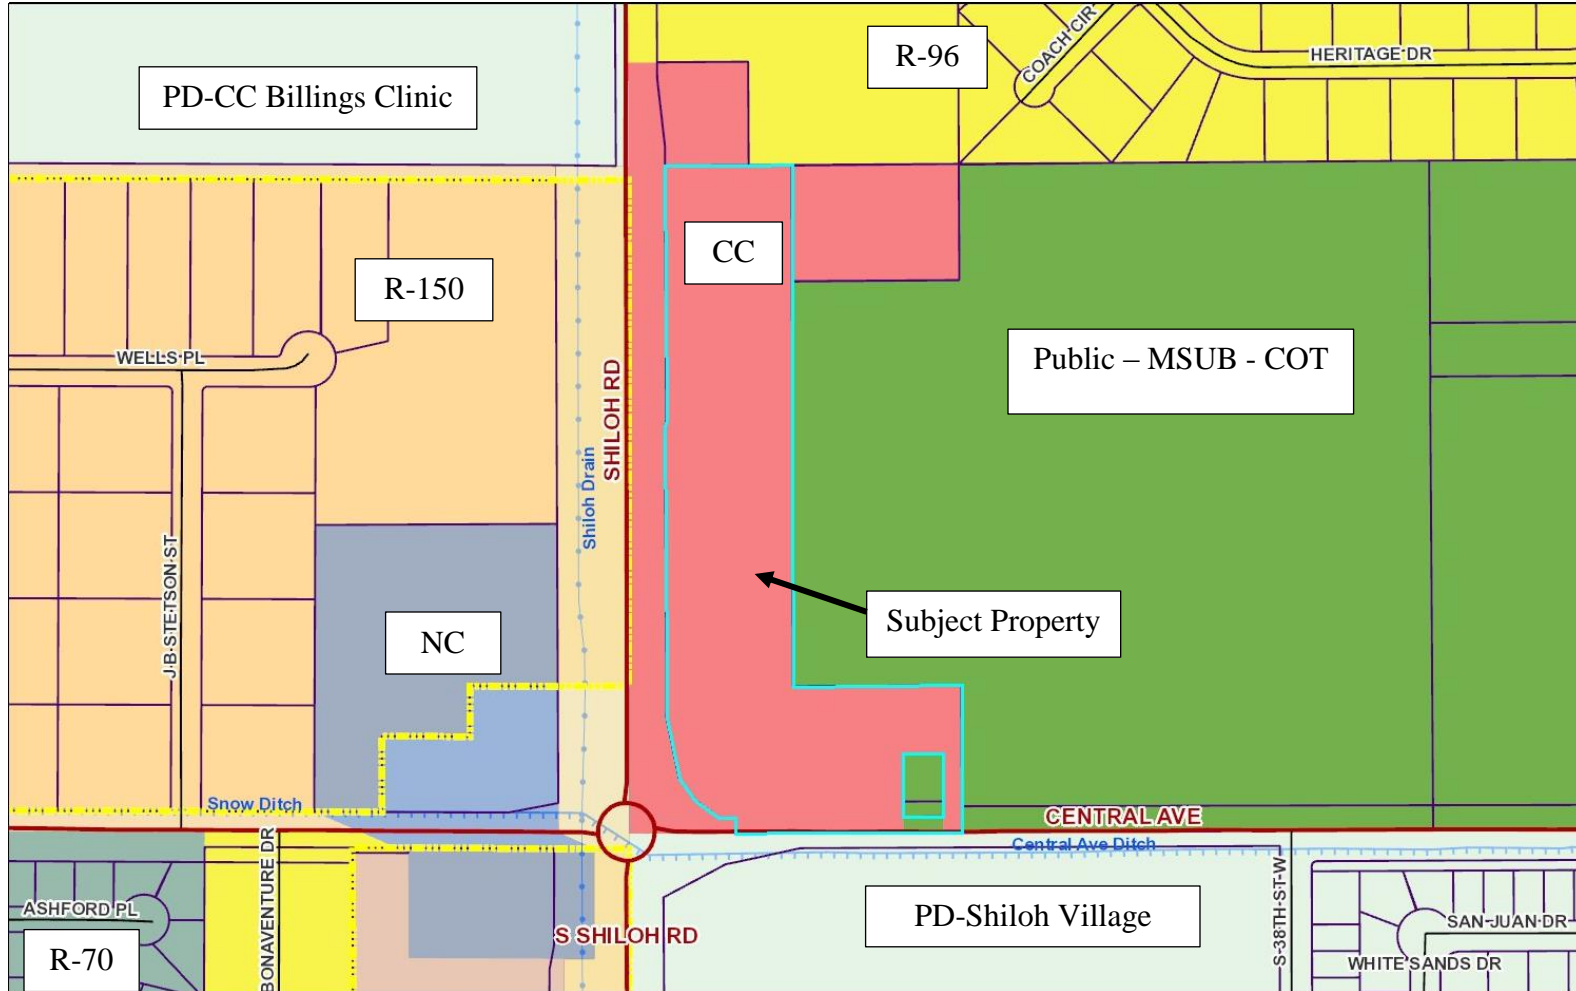 R-96
COACH CIR
HERITAGE DR
PD-CC Billings Clinic
CC
R-150
Public – MSUB - COT
WELLS PL
SHILOH RD
Shiloh Drain
J B STETSON ST
Subject Property
NC
Snow Ditch
CENTRAL AVE
Central Ave Ditch
BONAVENTURE DR
S 38TH ST W
ASHFORD PL
PD-Shiloh Village
SAN JUAN DR
S SHILOH RD
R-70
WHITE SANDS DR